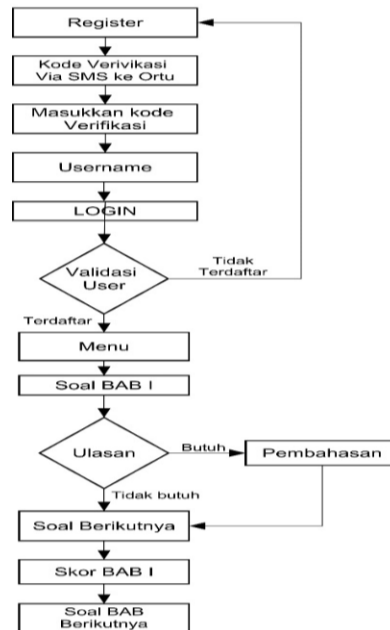 Register
Kode Verivikasi
Via SMS ke Ortu
Masukkan kode
Verifikasi
Username
LOGIN
Validasi
User
Tidak
Terdaftar
Terdaftar
Menu
Soal BAB I
Ulasan
Butuh
Pembahasan
Tidak butuh
Soal Berikutnya
Skor BAB I
Soal BAB
Berikutnya